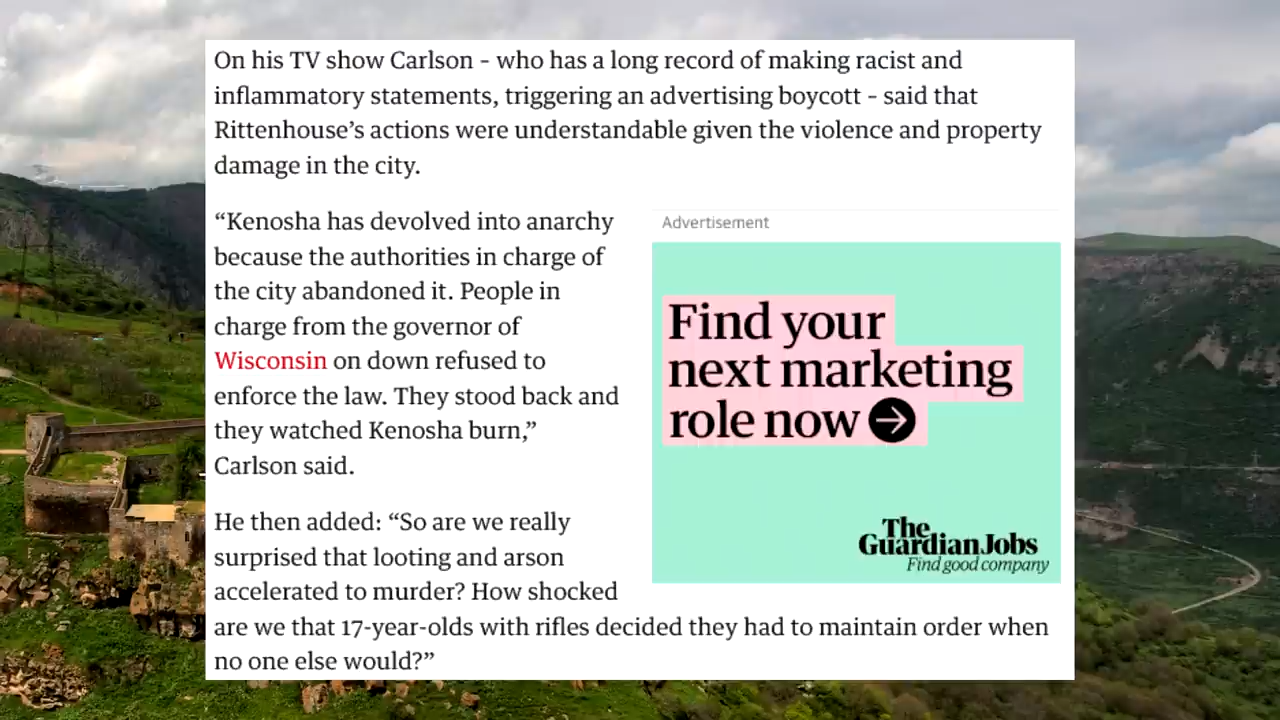 On his TV show Carlson – who has a long record of making racist and
inflammatory statements, triggering an advertising boycott – said that
Rittenhouse’s actions were understandable given the violence and property
damage in the city.
“Kenosha has devolved into anarchy
because the authorities in charge of
the city abandoned it. People in
charge from the governor of
Wisconsin on down refused to
enforce the law. They stood back and
they watched Kenosha burn,”
Carlson said.
He then added: “So are we really
surprised that looting and arson
accelerated to murder? How shocked
are we that 17-year-olds with rifles decided they had to maintain order when
no one else would?”
Advertisement
Find your
next marketing
role now
The
GuardianJobs
Find good company